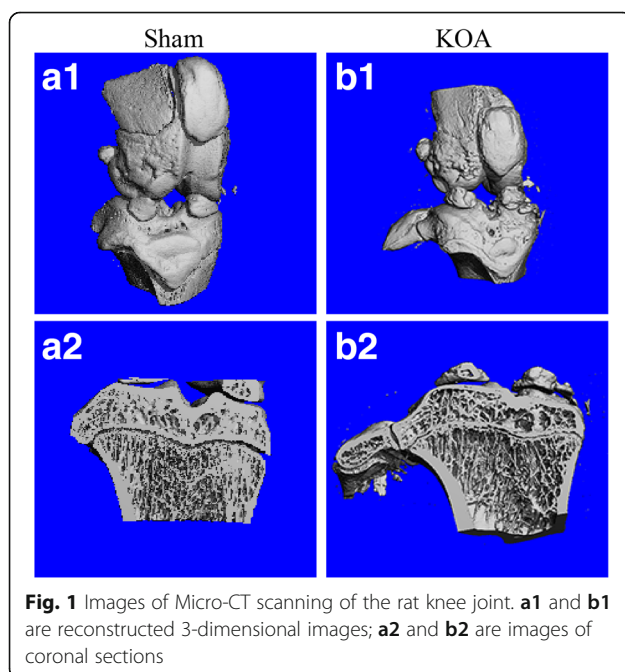 Sham KOA
a1 b1
a2 b2
Fig. 1 Images of Micro-CT scanning of the rat knee joint. a1 and b1
are reconstructed 3-dimensional images; a2 and b2 are images of
coronal sections